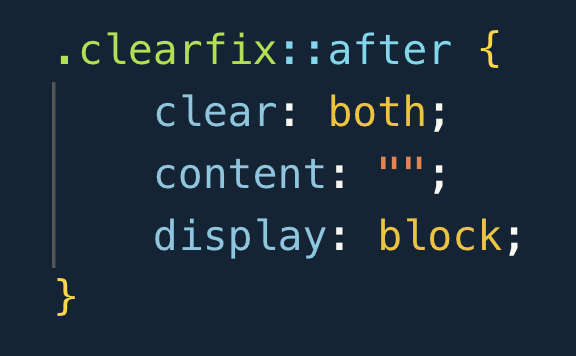 .clearfix::after {
    clear: both;
    content: "";
    display: block;
}